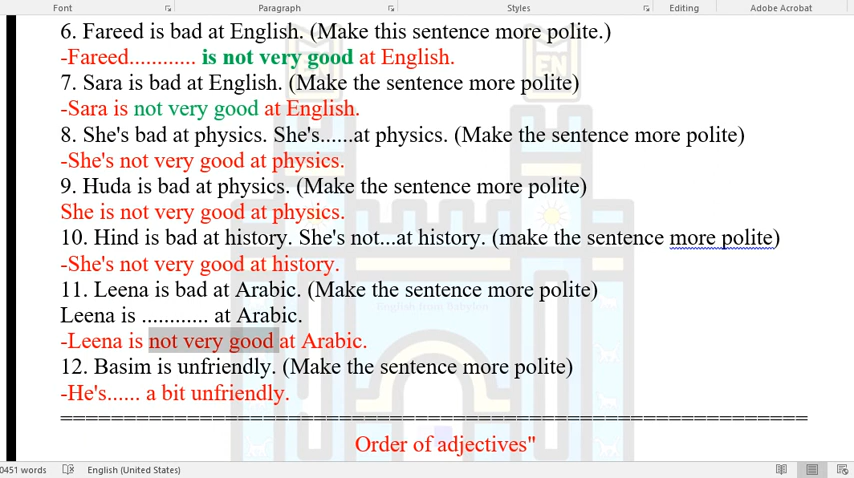 Font Paragraph Styles Editing Adobe Acrobat
EN
6. Fareed is bad at English. (Make this sentence more polite.)
-Fareed............ is not very good at English.
7. Sara is bad at English. (Make the sentence more polite)
-Sara is not very good at English.
8. She's bad at physics. She's......at physics. (Make the sentence more polite)
-She's not very good at physics.
9. Huda is bad at physics. (Make the sentence more polite)
She is not very good at physics.
10. Hind is bad at history. She's not...at history. (make the sentence more polite)
-She's not very good at history.
11. Leena is bad at Arabic. (Make the sentence more polite)
English from Babylon
Leena is ............ at Arabic.
-Leena is not very good at Arabic.
12. Basim is unfriendly. (Make the sentence more polite)
-He's...... a bit unfriendly.
Order of adjectives"
0451 words English (United States)